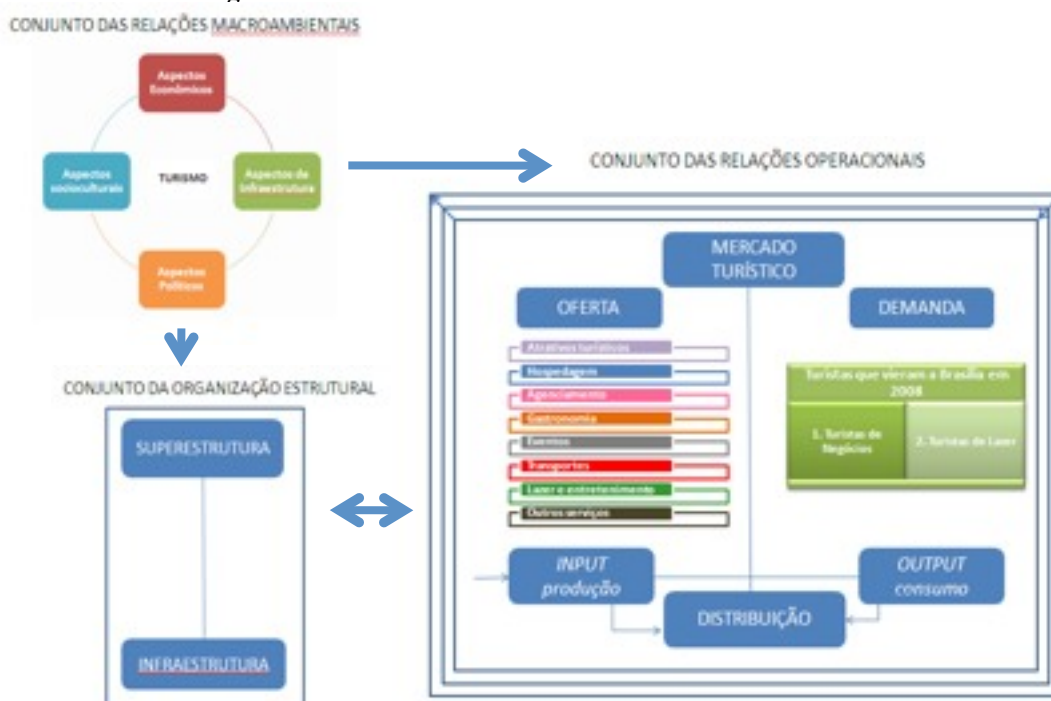 CONJUNTO DAS RELAÇÕES MACROAMBIENTAIS
Aspectos
Econômicos
Aspectos
socioculturais
TURISMO
Aspectos de
Infraestrutura
Aspectos
Políticos
CONJUNTO DAS RELAÇÕES OPERACIONAIS
MERCADO
TURÍSTICO
OFERTA
DEMANDA
Atrativos turísticos
Hospedagem
Agenciamento
Gastronomia
Eventos
Transportes
Lazer e entretenimento
Outros serviços
Turistas que vieram a Brasília em
2008
1. Turistas de
Negócios
2. Turistas de Lazer
INPUT
produção
OUTPUT
consumo
DISTRIBUIÇÃO
CONJUNTO DA ORGANIZAÇÃO ESTRUTURAL
SUPERESTRUTURA
INFRAESTRUTURA